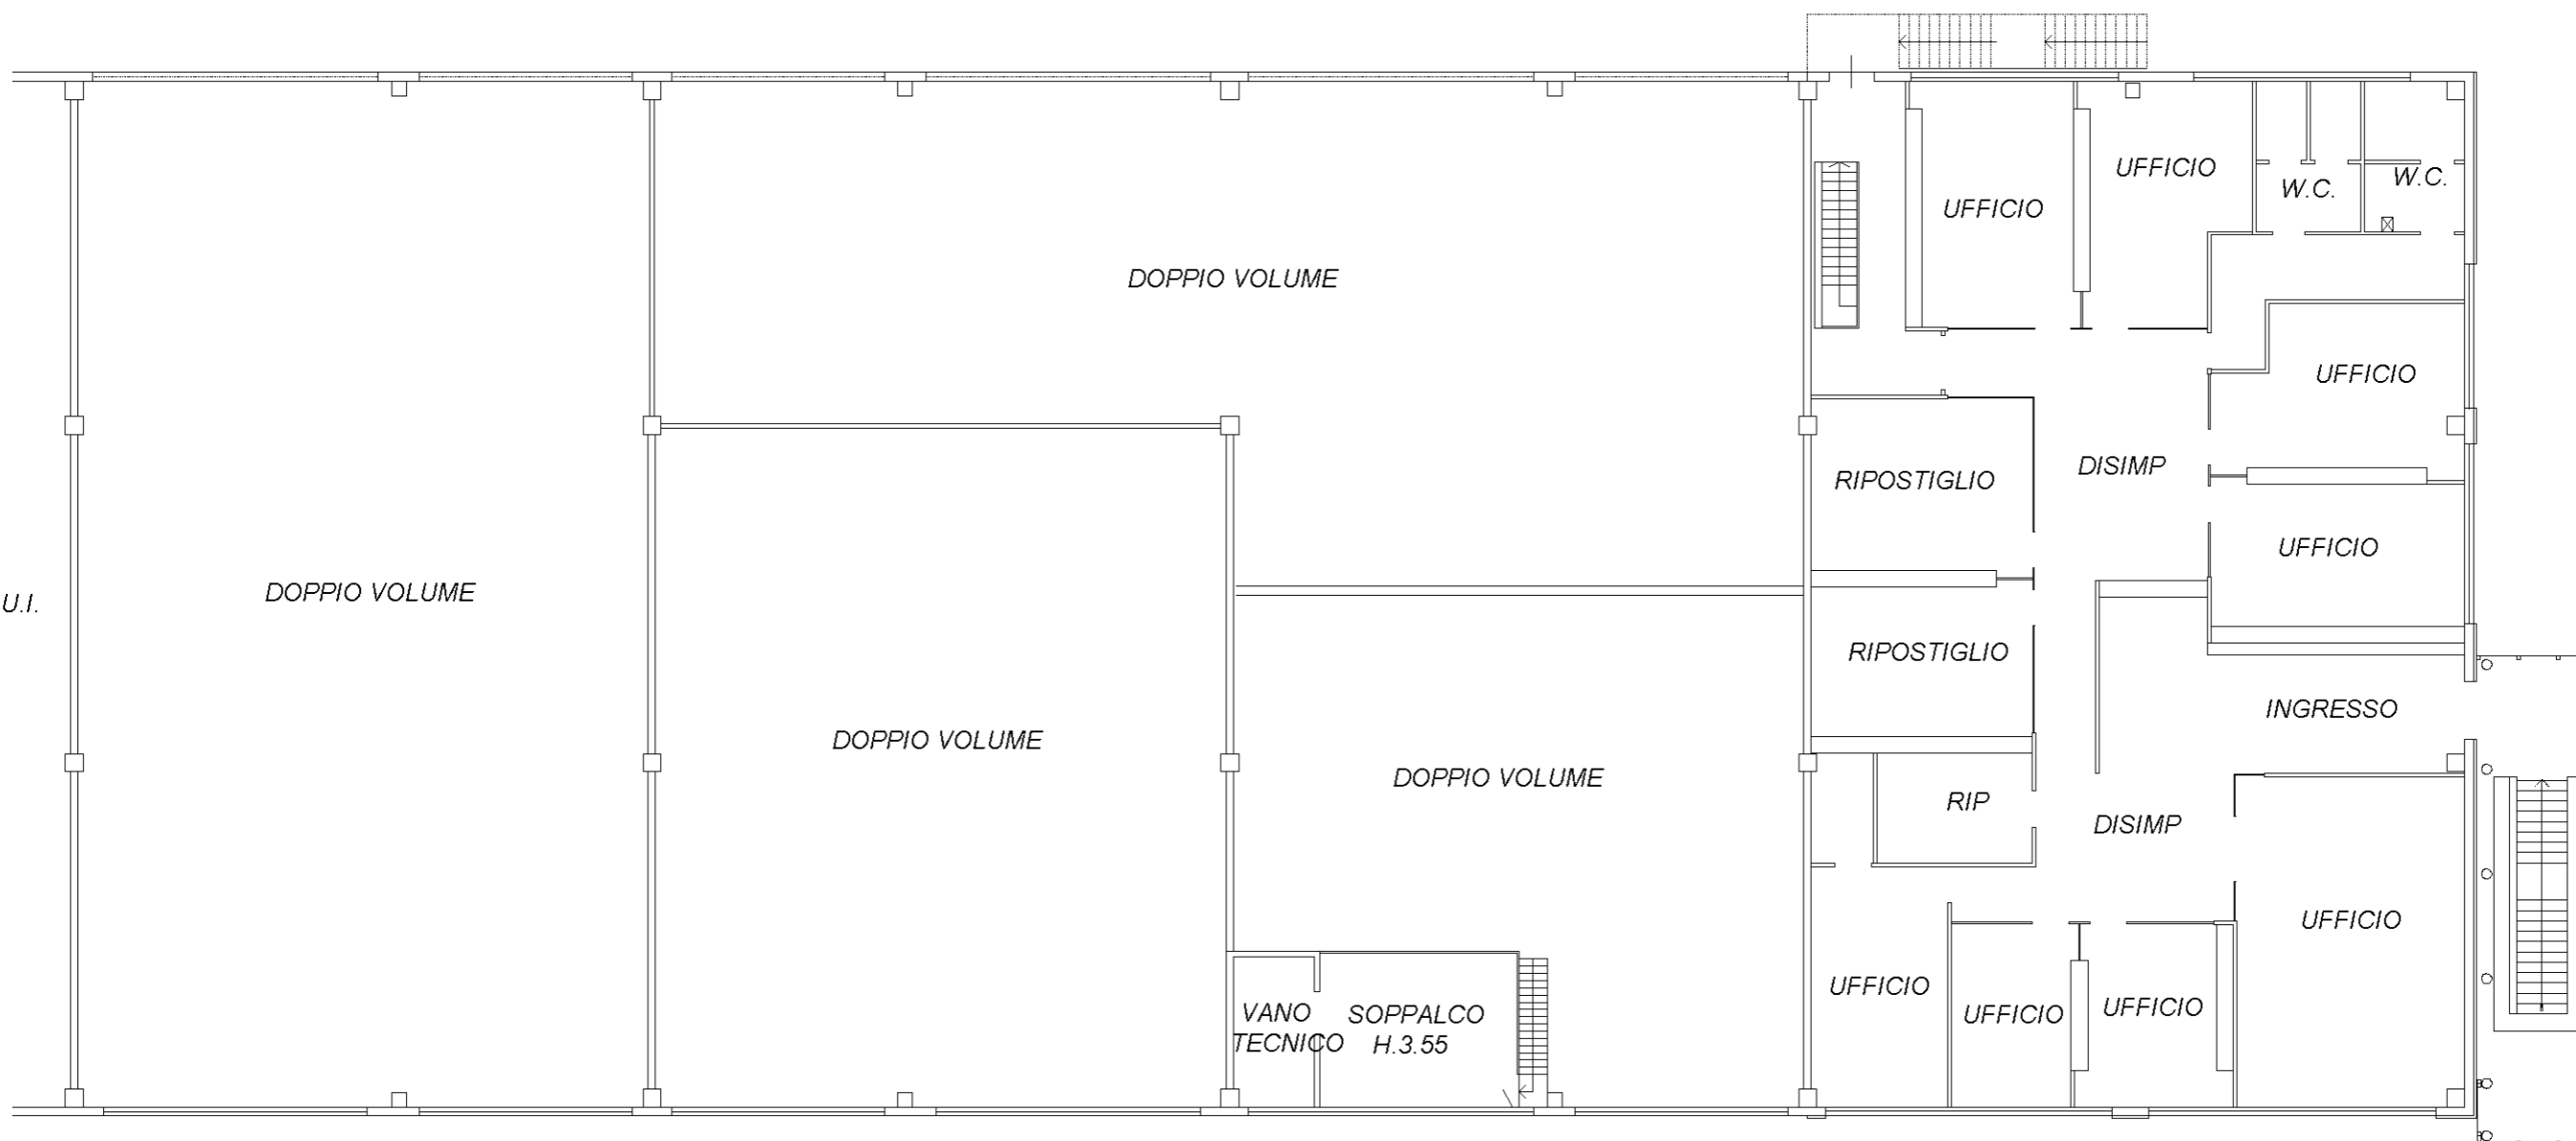 UFFICIO
UFFICIO
W.C.
W.C.
DOPPIO VOLUME
UFFICIO
DISIMP
RIPOSTIGLIO
UFFICIO
U.I.
DOPPIO VOLUME
RIPOSTIGLIO
INGRESSO
DOPPIO VOLUME
DOPPIO VOLUME
RIP
DISIMP
UFFICIO
UFFICIO
UFFICIO
UFFICIO
VANO
TECNICO
SOPPALCO
H.3.55